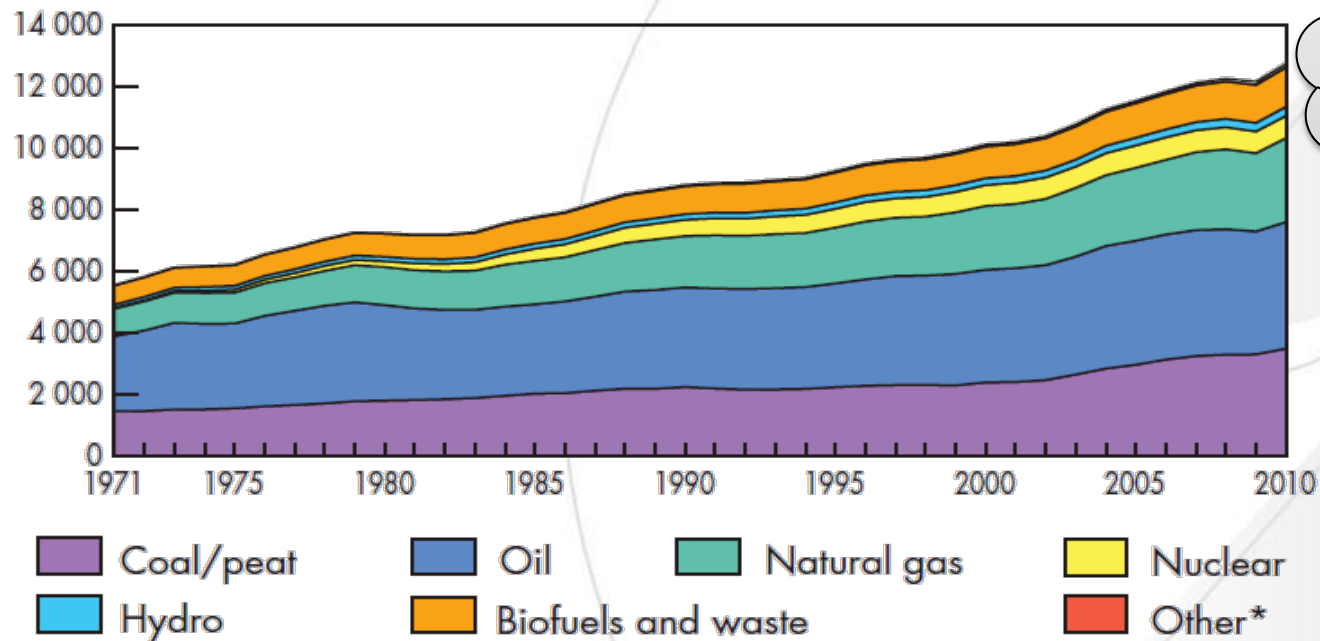 14 000
12 000
10 000
8 000
6 000
4 000
2 000
0
1971 1975 1980 1985 1990 1995 2000 2005 2010
Coal/peat Oil Natural gas Nuclear
Hydro Biofuels and waste Other*